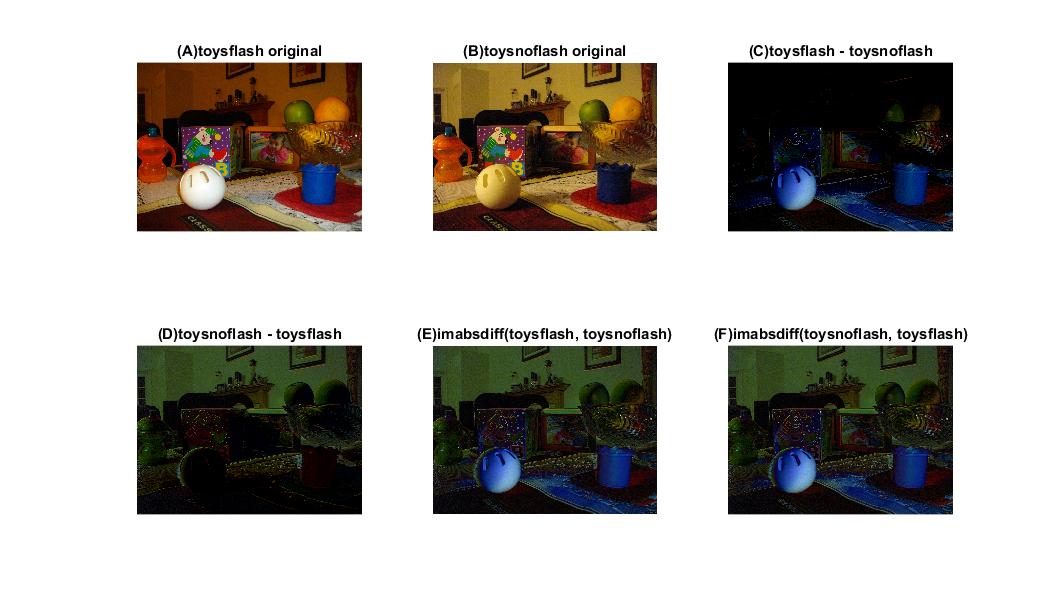 (A)toysflash original
(B)toysnoflash original
(C)toysflash - toysnoflash
(D)toysnoflash - toysflash
(E)imabsdiff(toysflash, toysnoflash)
(F)imabsdiff(toysnoflash, toysflash)